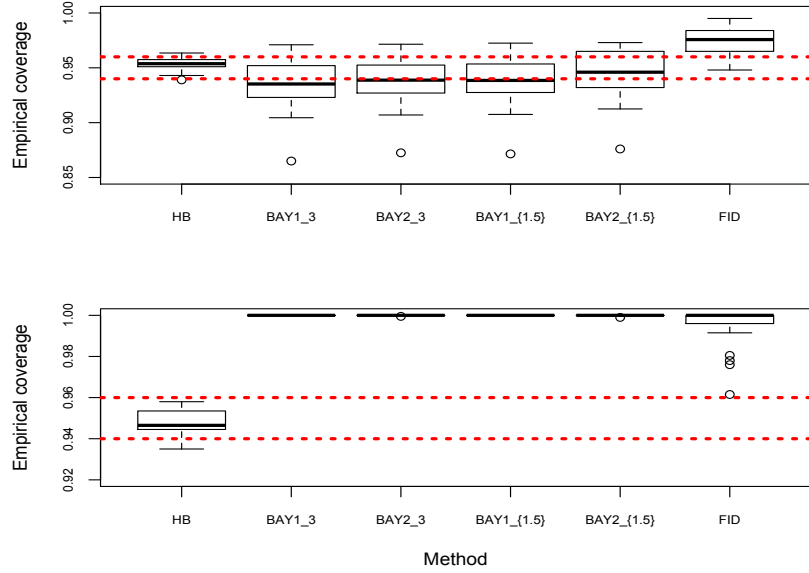 Empirical coverage
1.00
0.95
0.90
0.85
HB BAY1_3 BAY2_3 BAY1_{1.5} BAY2_{1.5} FID
Empirical coverage
1.00
0.98
0.96
0.94
0.92
HB BAY1_3 BAY2_3 BAY1_{1.5} BAY2_{1.5} FID
Method